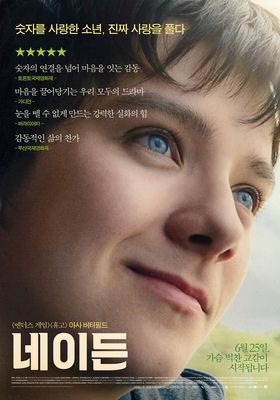 숫자를 사랑한 소년, 진짜 사랑을 풀다
★★★★★
숫자의 연결을 넘어 마음을 잇는 감동
- 토론토국제영화제 -
마음을 끌어당기는 우리 모두의 드라마
- 가디언 -
눈을 뗄 수 없게 만드는 강력한 실화의 힘
- 버라이어티 -
감동적인 삶의 찬가
- 부산국제영화제 -
<엔더스 게임> <휴고> 아사 버터필드
네이든
6월 25일,
가슴 벅찬 교감이
시작됩니다